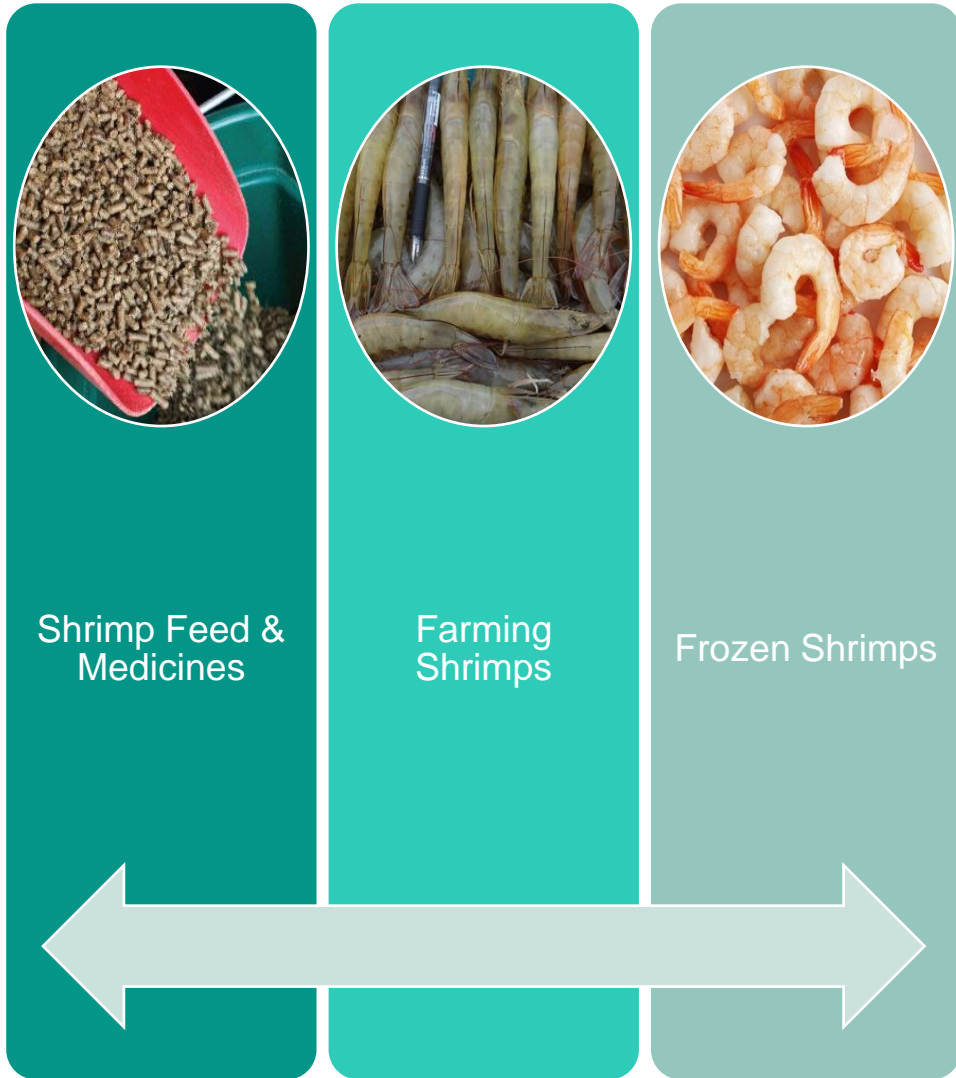 Shrimp Feed &
Medicines
Farming
Shrimps
Frozen Shrimps